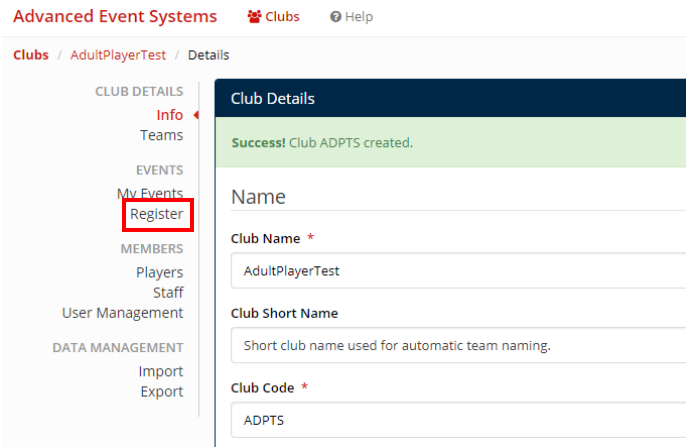 Advanced Event Systems Clubs Help
Clubs / AdultPlayerTest / Details
CLUB DETAILS
Info
Teams
EVENTS
My Events
Register
MEMBERS
Players
Staff
User Management
DATA MANAGEMENT
Import
Export
Club Details
Success! Club ADPTS created.
Name
Club Name *
AdultPlayerTest
Club Short Name
Short club name used for automatic team naming.
Club Code *
ADPTS